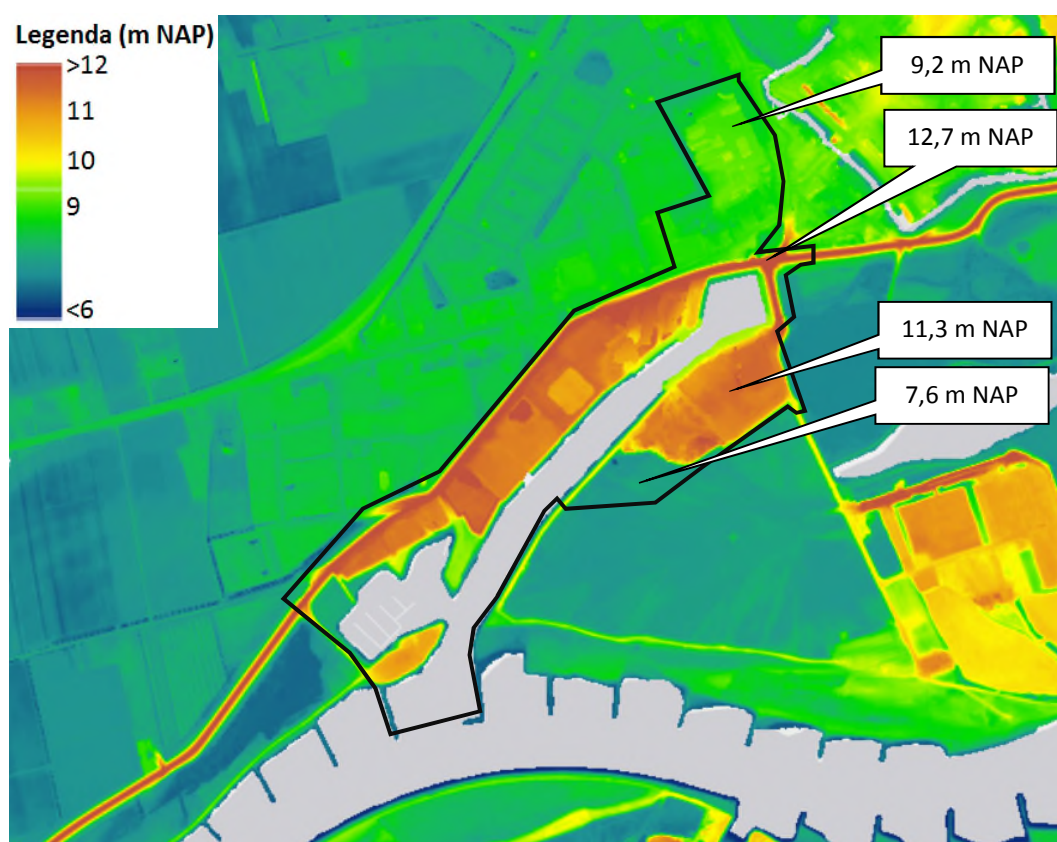 Legenda (m NAP)
>12
11
10
9
<6
9,2 m NAP
12,7 m NAP
11,3 m NAP
7,6 m NAP